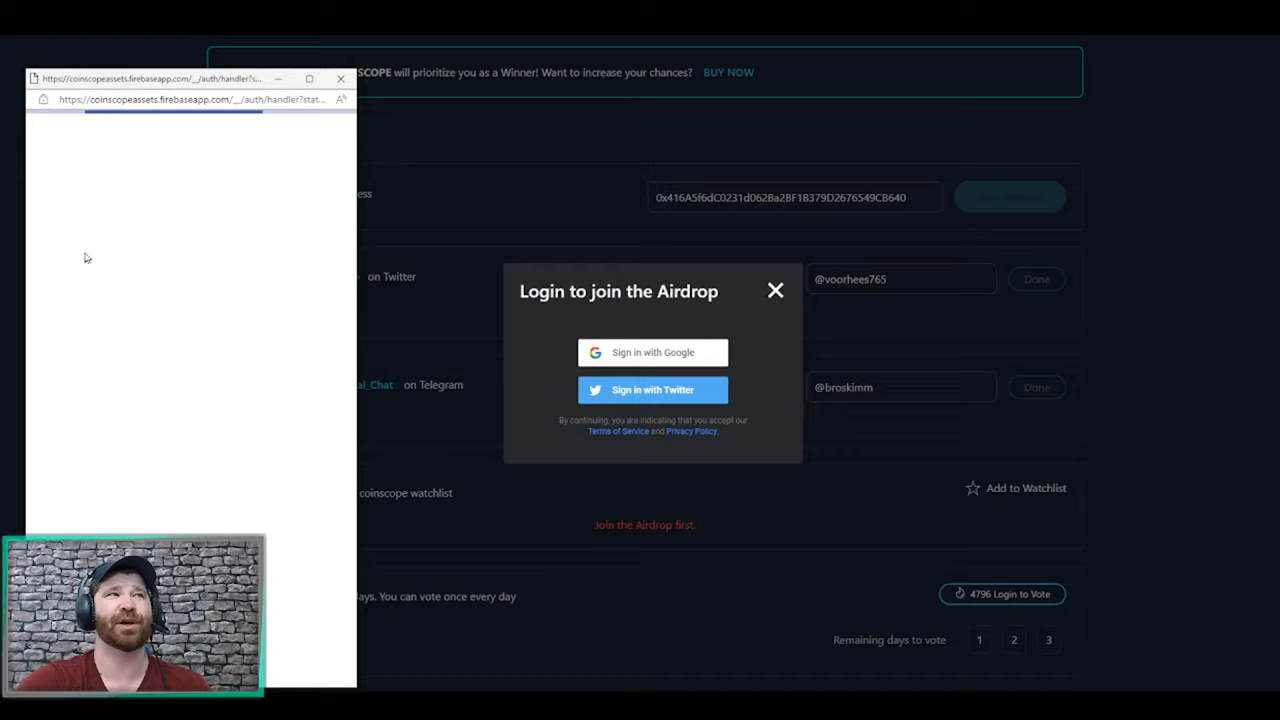 https://coinscopeassets.firebaseapp.com/__/auth/handler?s...
https://coinscopeassets.firebaseapp.com/__/auth/handler?stat...
SCOPE will prioritize you as a Winner! Want to increase your chances? BUY NOW
ess
0x416A5f6dC0231d062Ba2BF1B379D2676549CB640
on Twitter
@voorhees765
Done
Login to join the Airdrop
Sign in with Google
Sign in with Twitter
By continuing, you are indicating that you accept our
Terms of Service and Privacy Policy.
al_Chat on Telegram
@broskimm
Done
coinscope watchlist
Add to Watchlist
Join the Airdrop first.
ays. You can vote once every day
4796 Login to Vote
Remaining days to vote 1 2 3